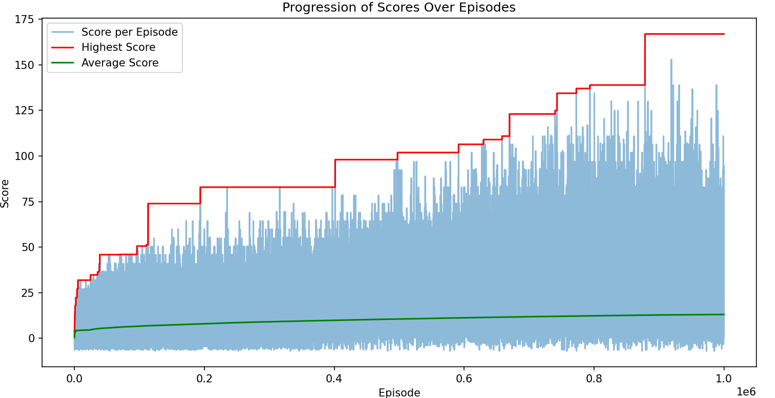 Progression of Scores Over Episodes
Score per Episode
Highest Score
Average Score
Score
175
150
125
100
75
50
25
0
0.0
0.2
0.4
0.6
0.8
1.0
1e6
Episode